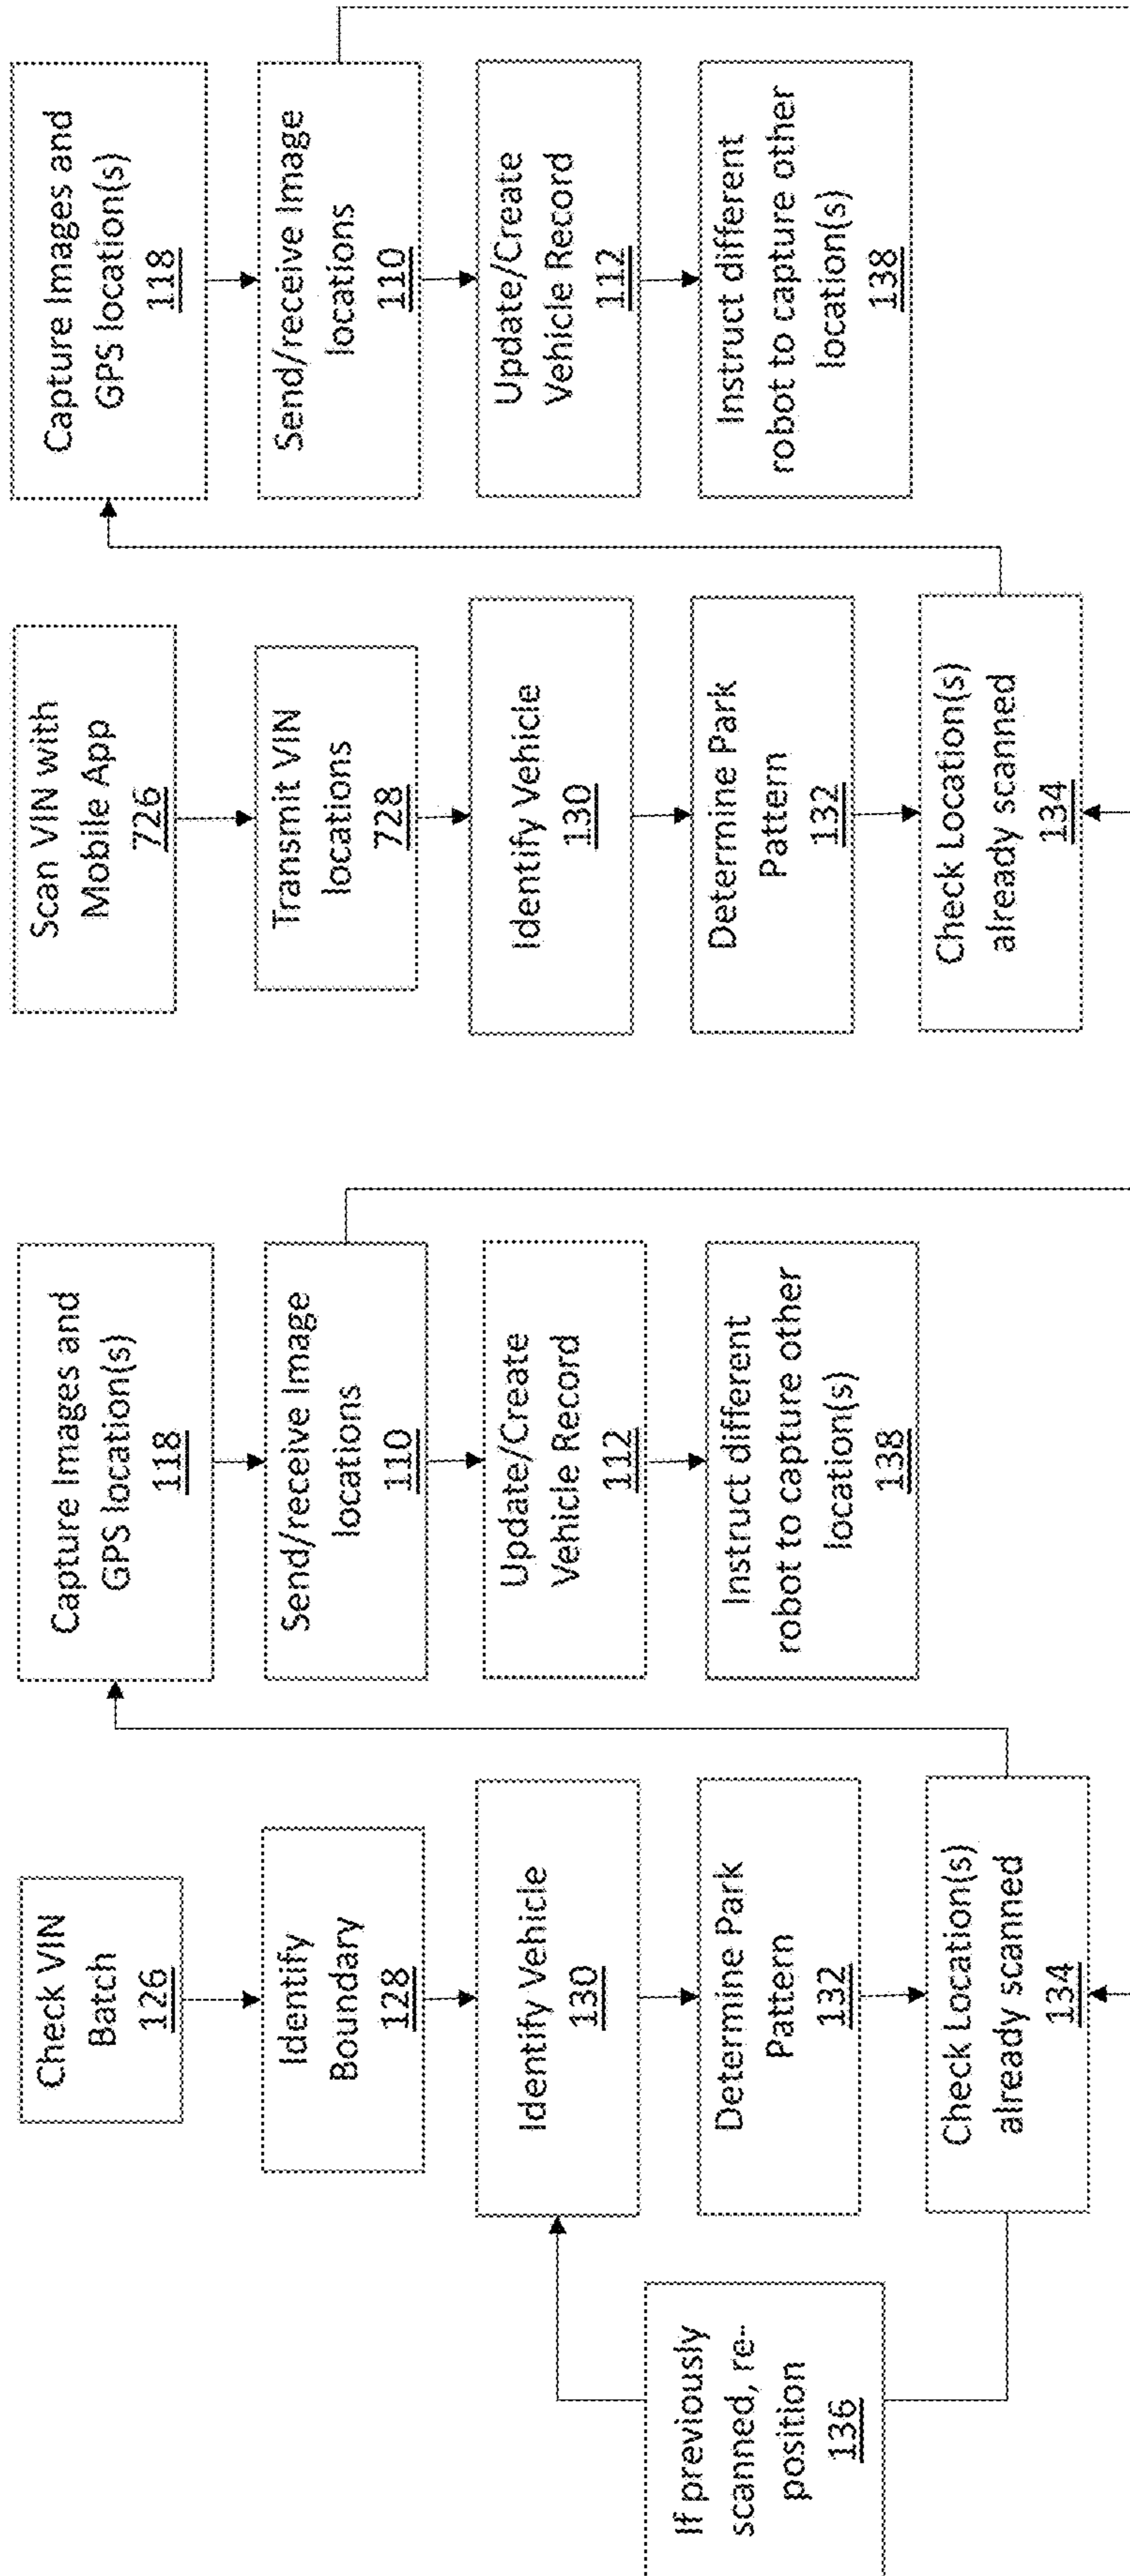 Check VIN
Batch
126
Identify
Boundary
128
Identify Vehicle
130
Determine Park
Pattern
132
Check Location(s)
already scanned
134
If previously
scanned, re-
position
136
Capture Images and
GPS location(s)
118
Send/receive Image
locations
110
Update/Create
Vehicle Record
112
Instruct different
robot to capture other
location(s)
138
Scan VIN with
Mobile App
726
Transmit VIN
locations
728
Identify Vehicle
130
Determine Park
Pattern
132
Check Location(s)
already scanned
134
Capture Images and
GPS location(s)
118
Send/receive Image
locations
110
Update/Create
Vehicle Record
112
Instruct different
robot to capture other
location(s)
138